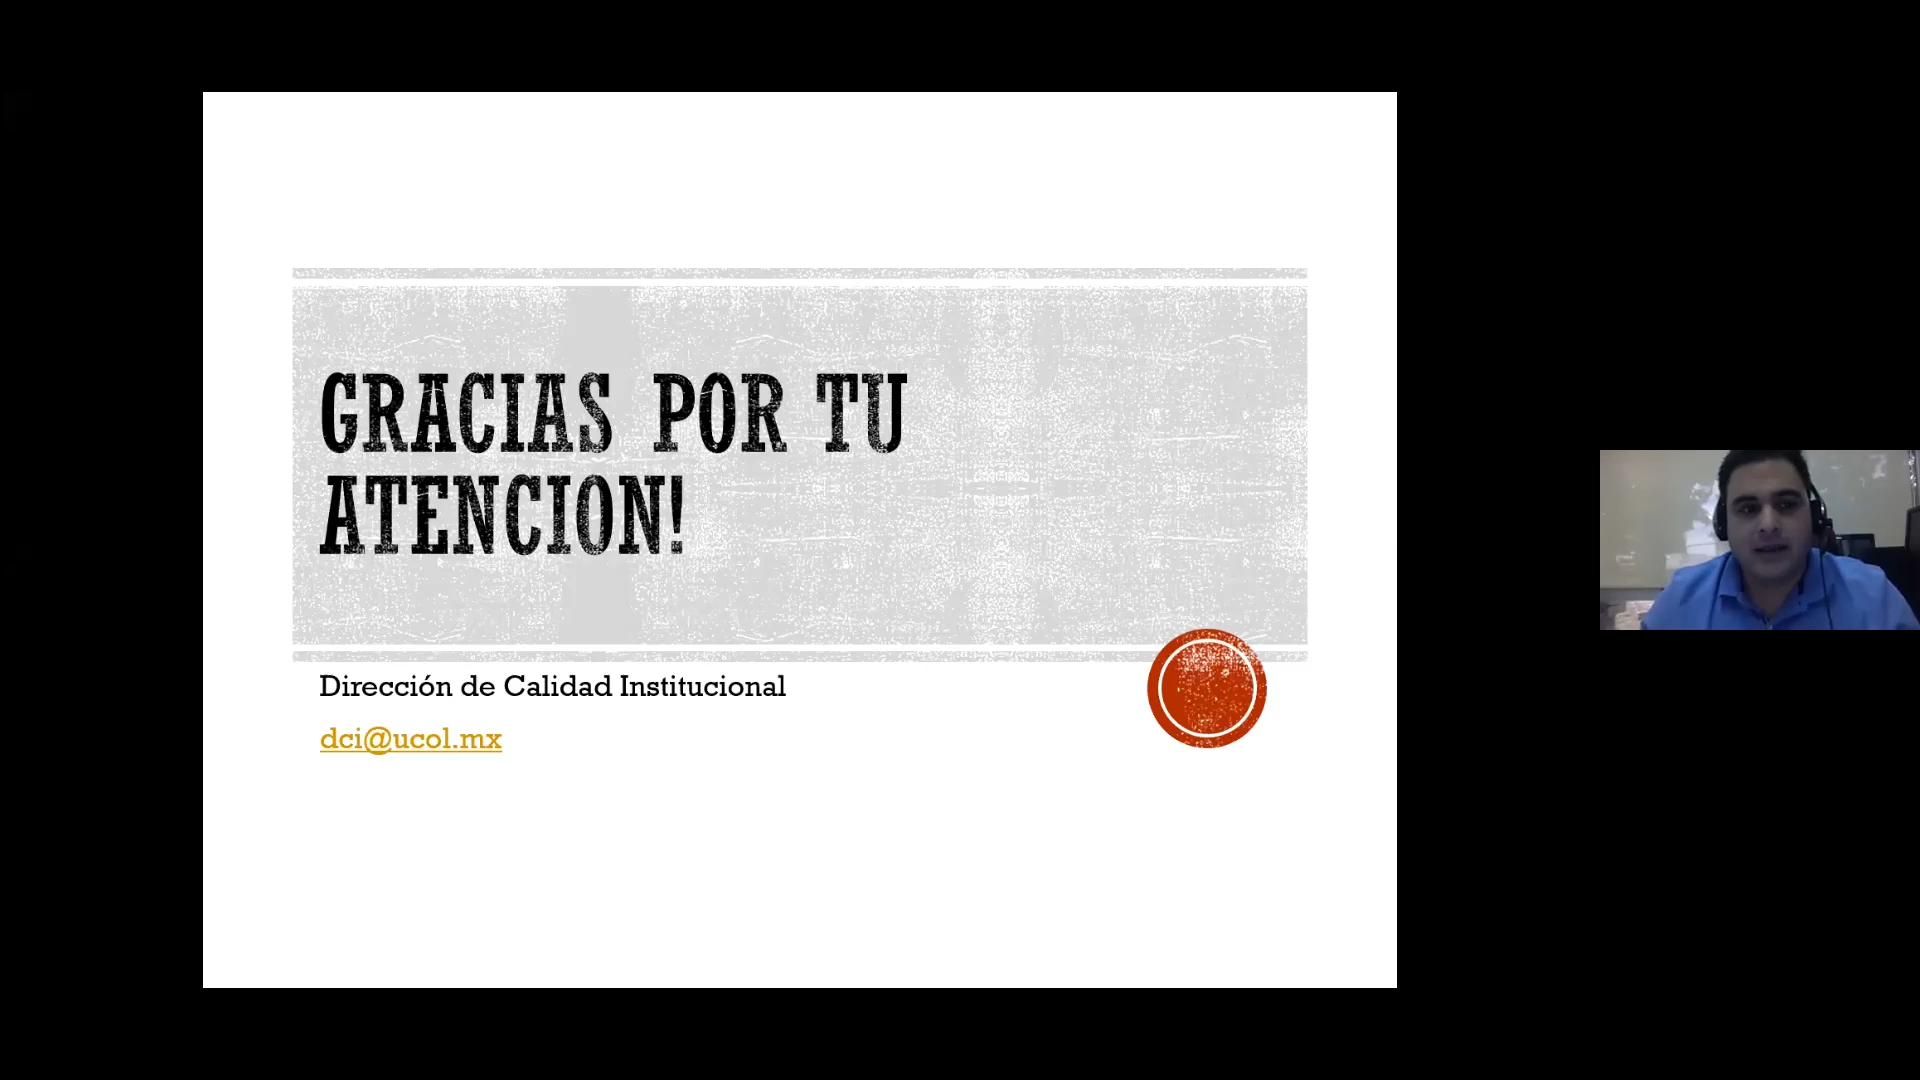 GRACIAS POR TU
ATENCION!
Dirección de Calidad Institucional
dci@ucol.mx